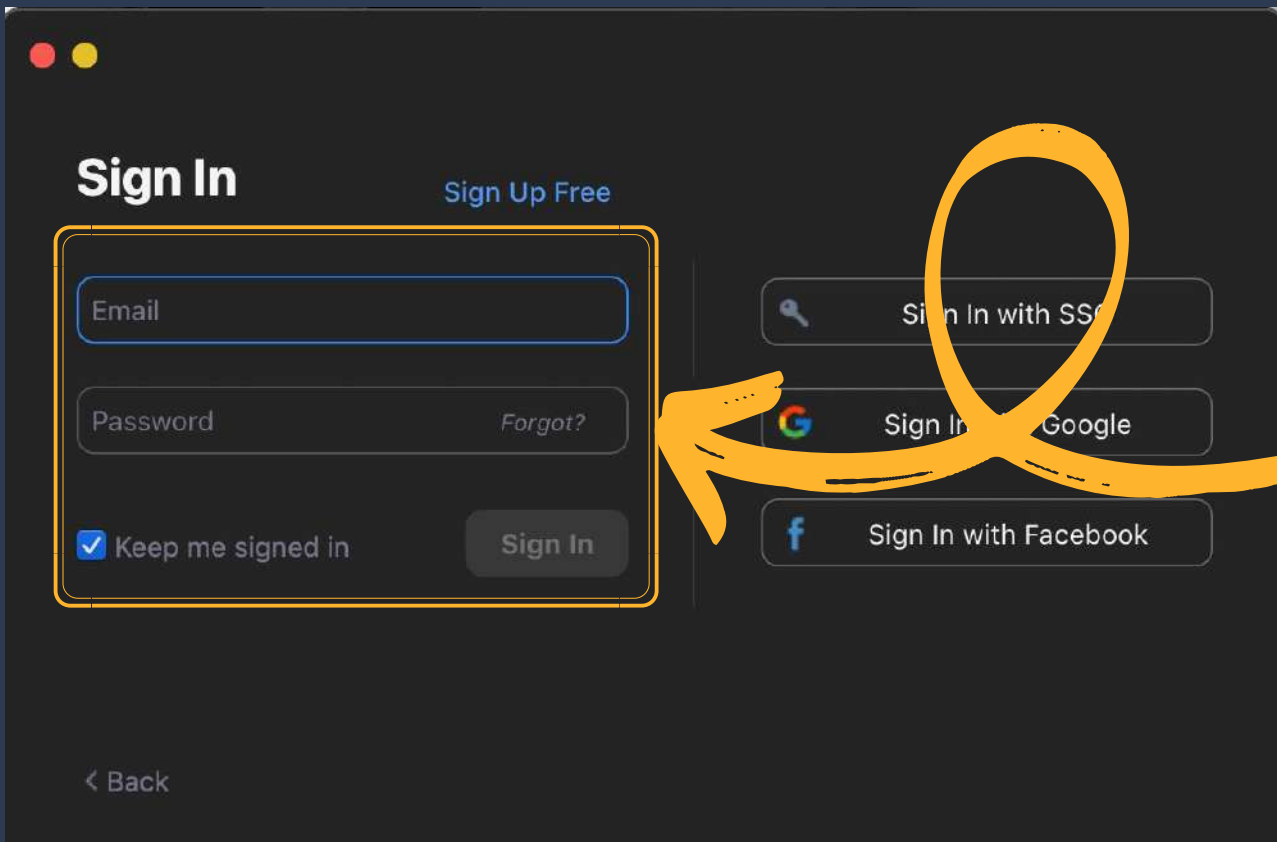 Sign In
Sign Up Free
Email
Password
Forgot?
Keep me signed in
Sign In
Sign In with
Sign Google
Sign In with Facebook
< Back